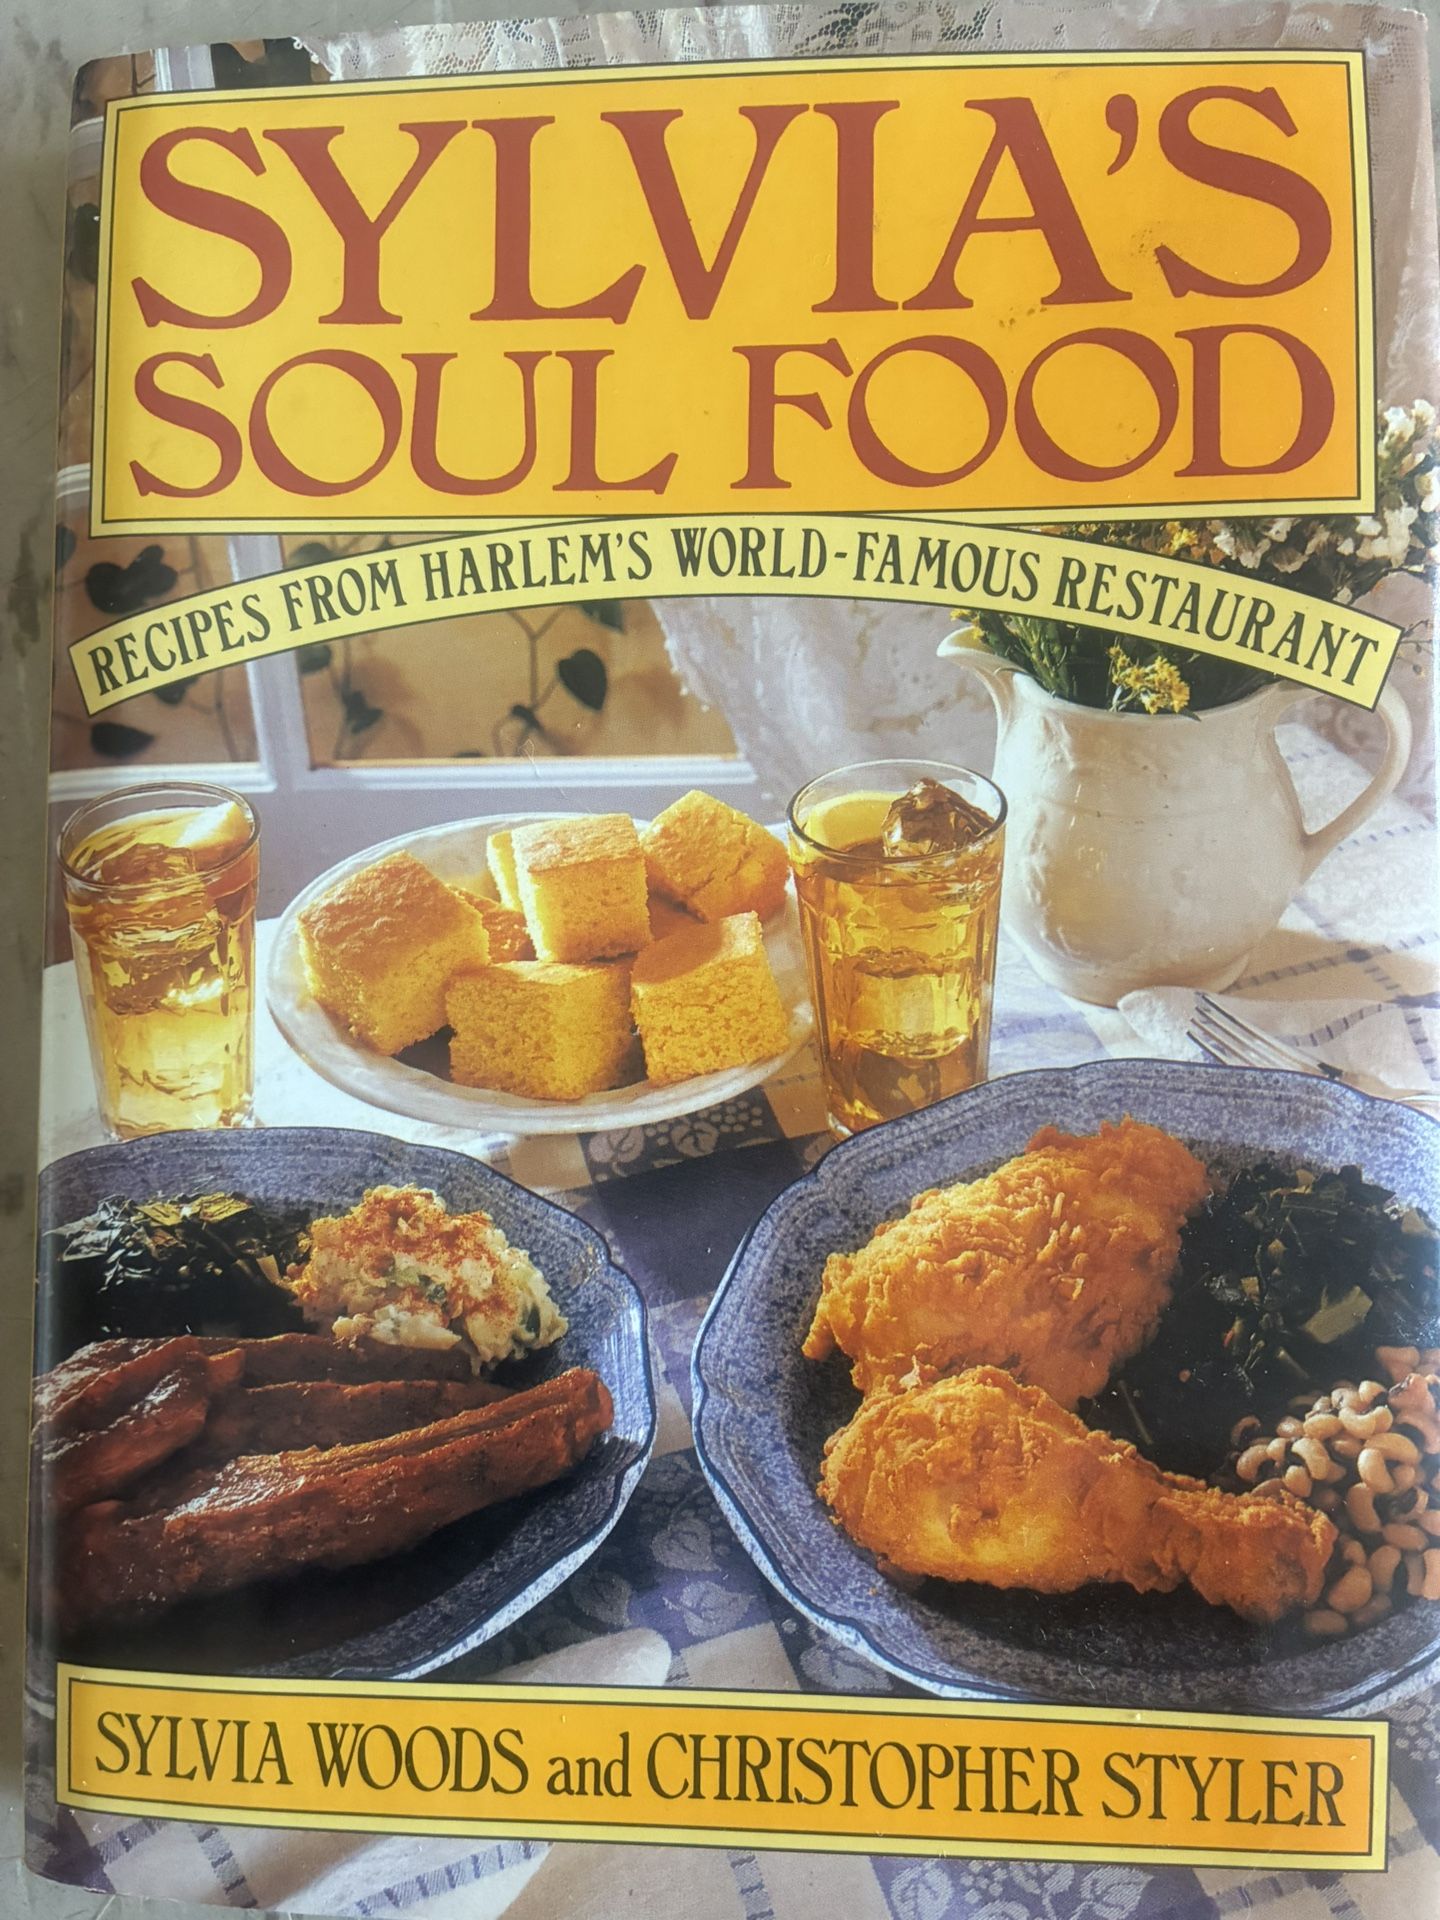 SYLVIA'S
SOUL FOOD
RECIPES FROM HARLEM'S WORLD-FAMOUS RESTAURANT
SYLVIA WOODS and CHRISTOPHER STYLER